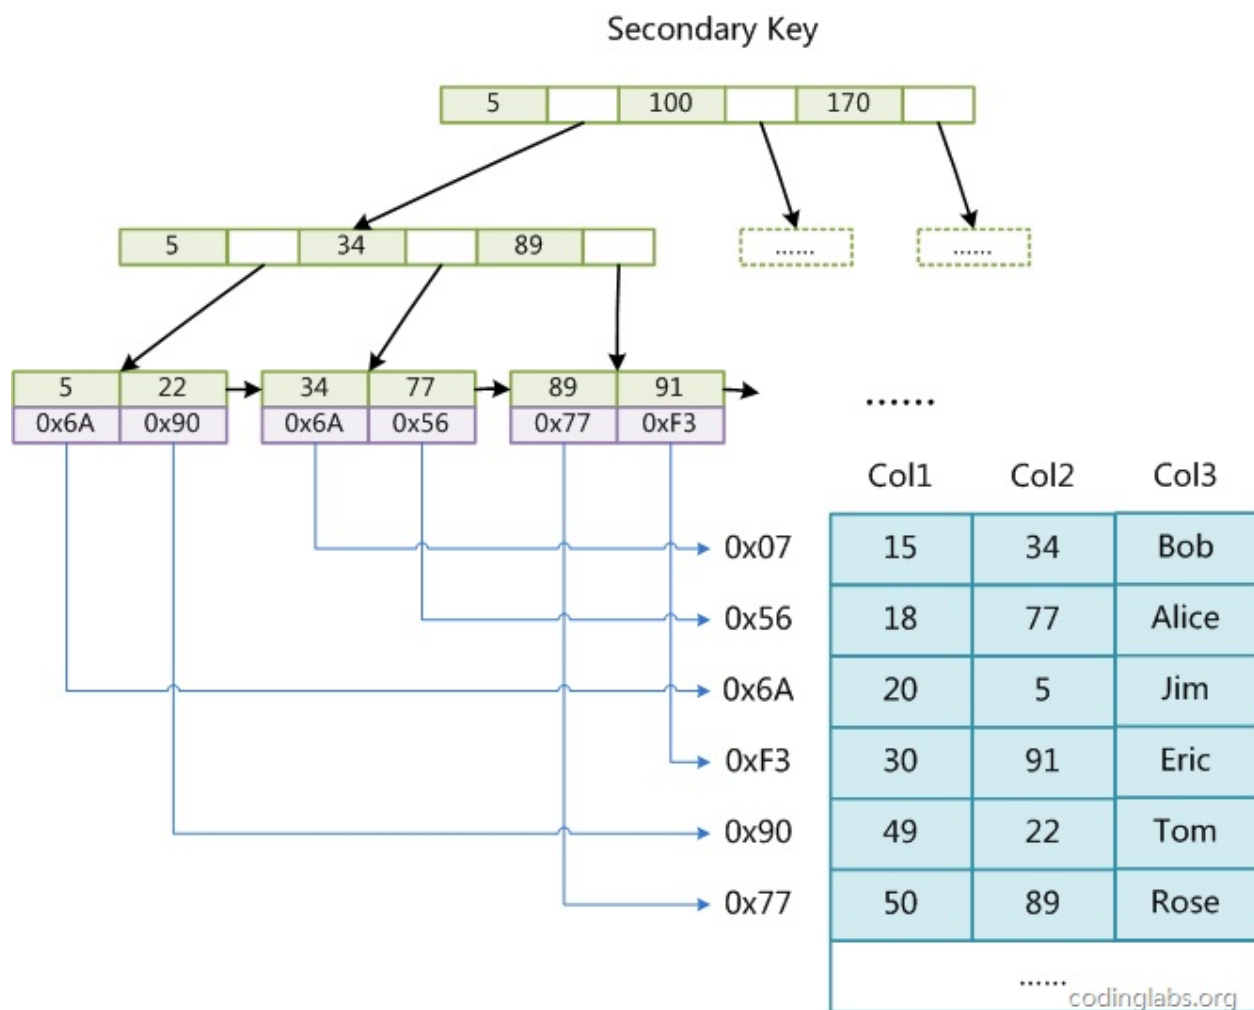 Secondary Key
5 100 170
5 34 89
...... ......
5 22 34 77 89 91
0x6A 0x90 0x6A 0x56 0x77 0xF3
......
Col1 Col2 Col3
0x07 15 34 Bob
0x56 18 77 Alice
0x6A 20 5 Jim
0xF3 30 91 Eric
0x90 49 22 Tom
0x77 50 89 Rose
......
codinglabs.org